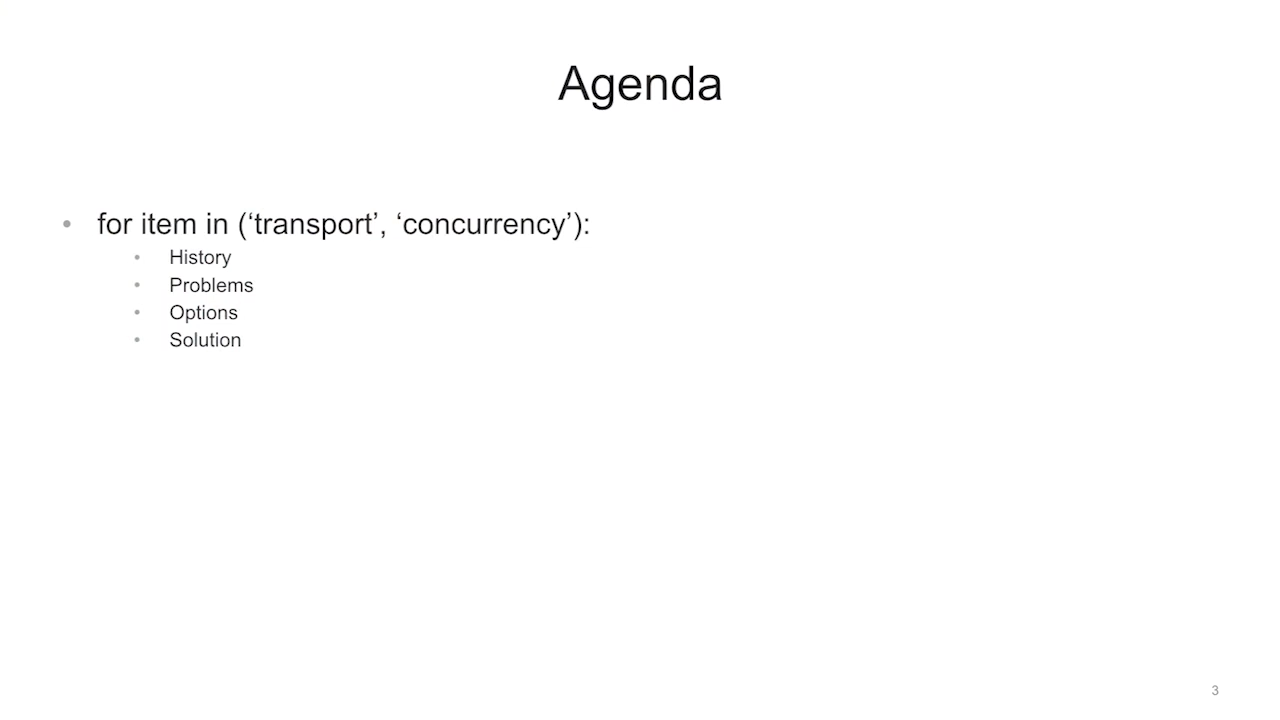 Agenda
• for item in (‘transport’, ‘concurrency’):
• History
• Problems
• Options
• Solution
3